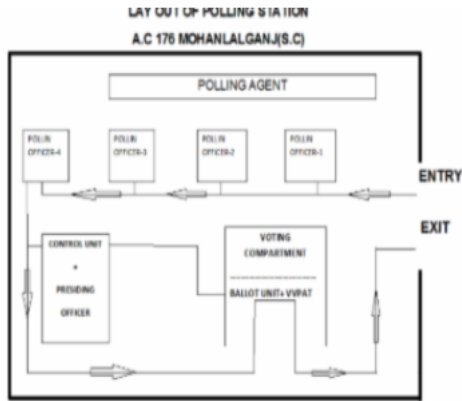 LAY OUT OF POLLING STATION
A.C 176 MOHANLALGANJ(S.C)
POLLING AGENT
POLLIN
OFFICER-4
POLLIN
OFFICER-3
POLLIN
OFFICER-2
POLLIN
OFFICER-1
ENTRY
EXIT
CONTROL UNIT
+
PRESIDING
OFFICER
VOTING
COMPARTMENT
BALLOT UNIT+ VVPAT